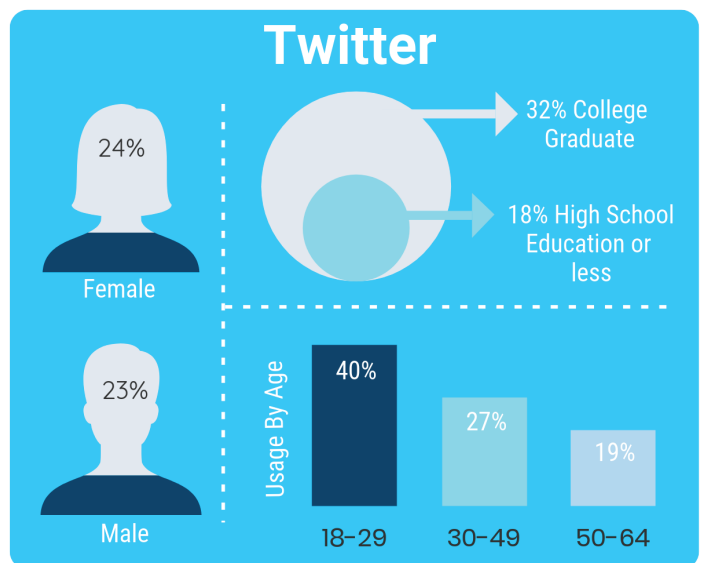 Twitter
24%
Female
32% College
Graduate
18% High School
Education or
less
23%
Male
Usage By Age
40%
27%
19%
18-29
30-49
50-64